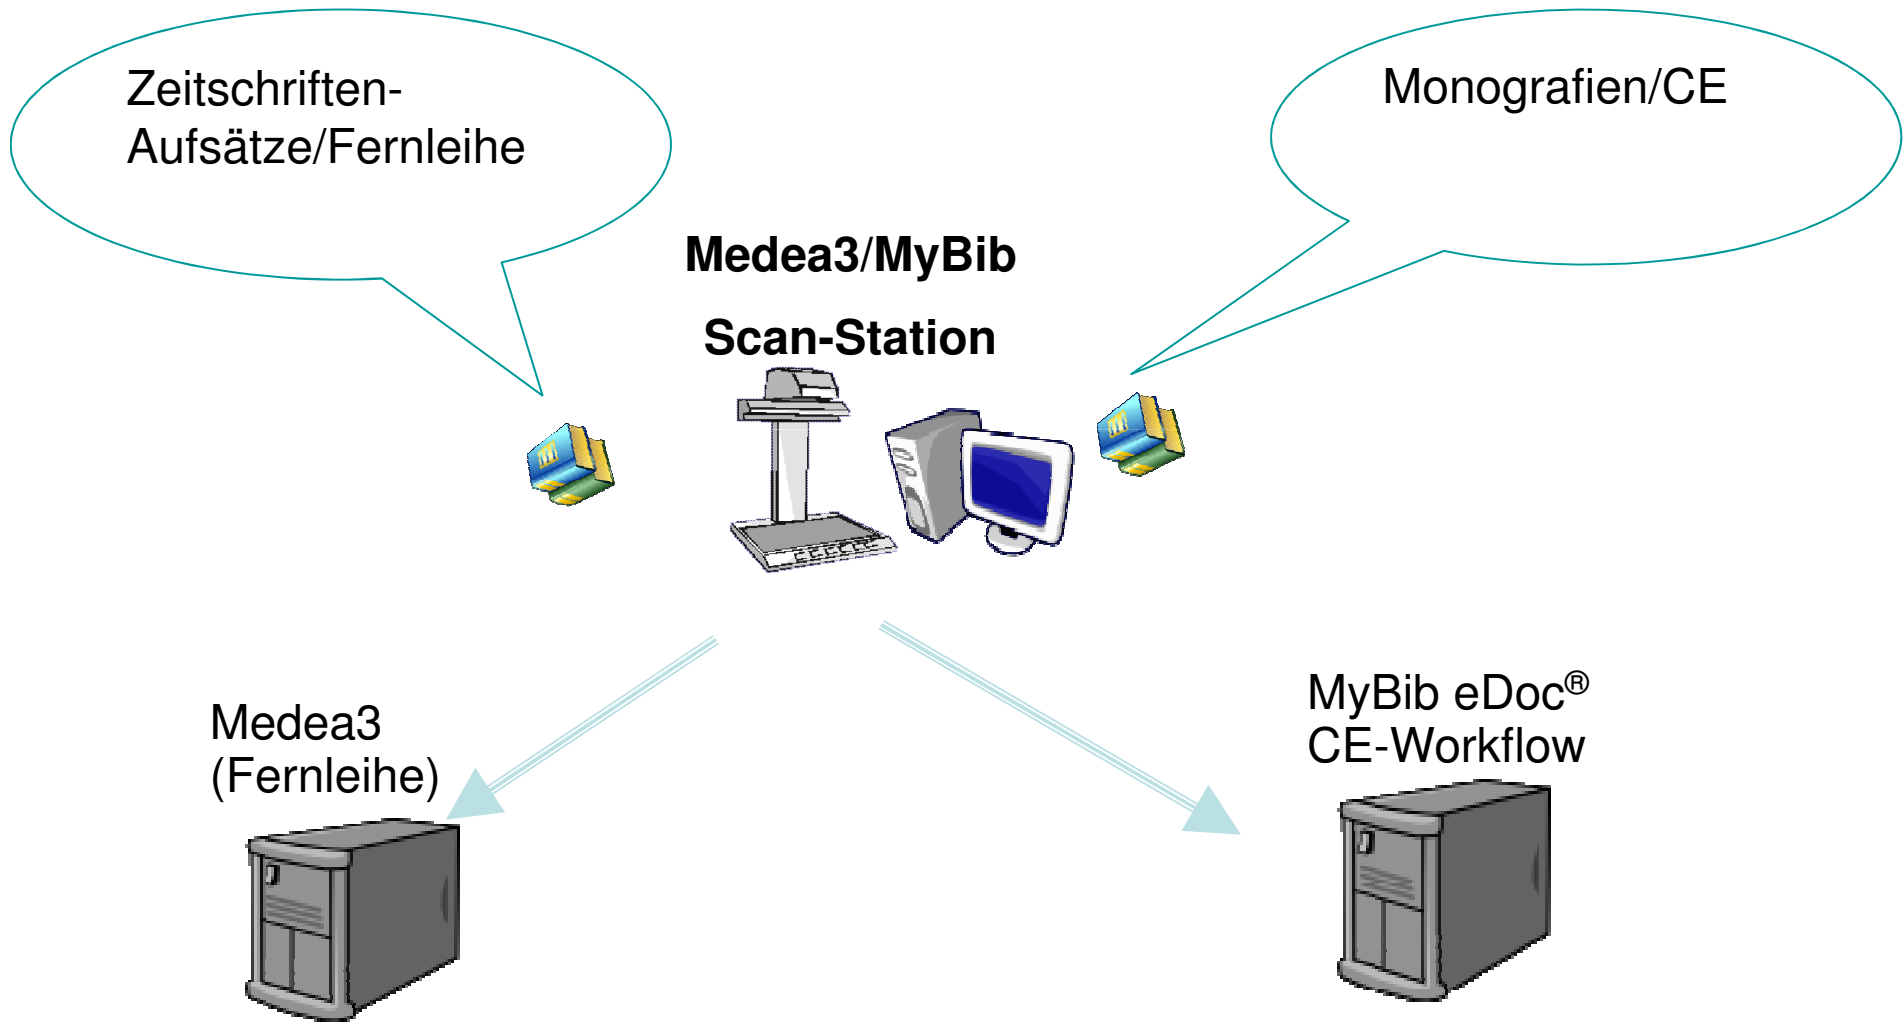 Zeitschriften-
Aufsätze/Fernleihe
Monografien/CE
Medea3/MyBib
Scan-Station
Medea3
(Fernleihe)
MyBib eDoc®
CE-Workflow